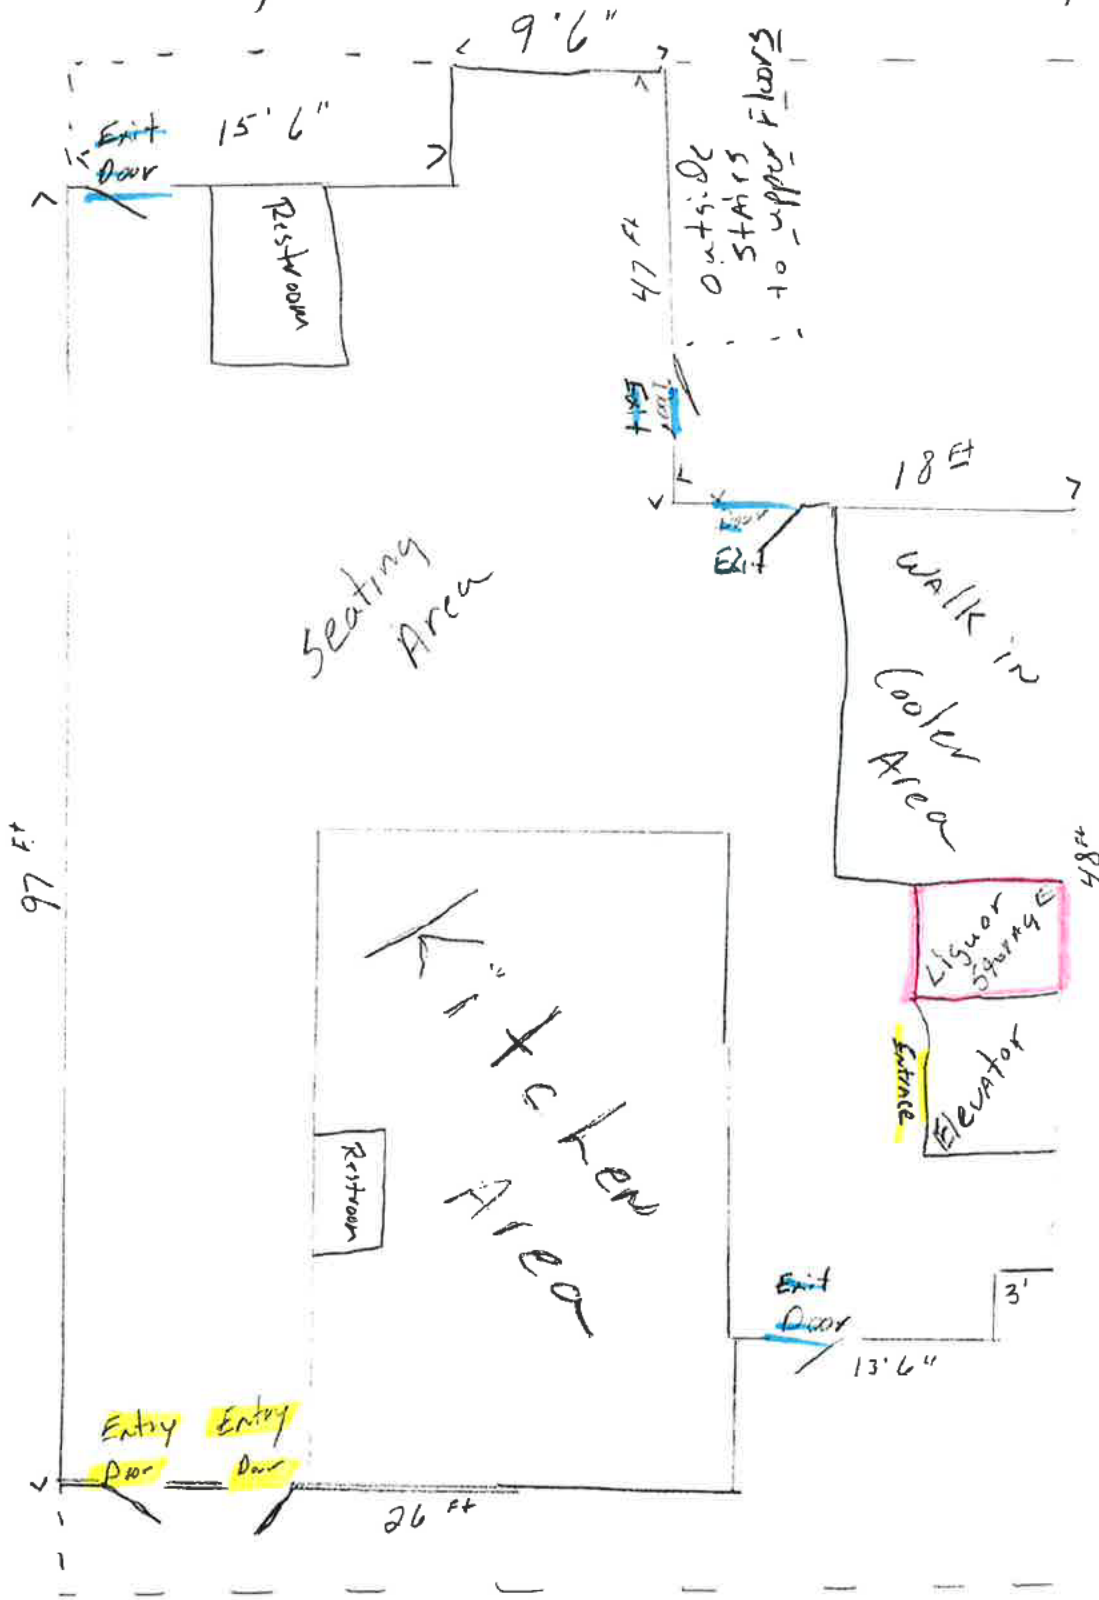 9'6"
Exit
Door
15'6"
Outside
Stairs
to upper Floors
Restroom
47 Ft
Exit
18 Ft
Door
Exit
Seating
Area
Walk in
Cooler
Area
97 Ft
48 Ft
Liquor
Storage
Kitchen
Area
Entrace
Elevator
Restroom
Exit
Door
3'
13'6"
Entry
Door
Entry
Door
26 Ft